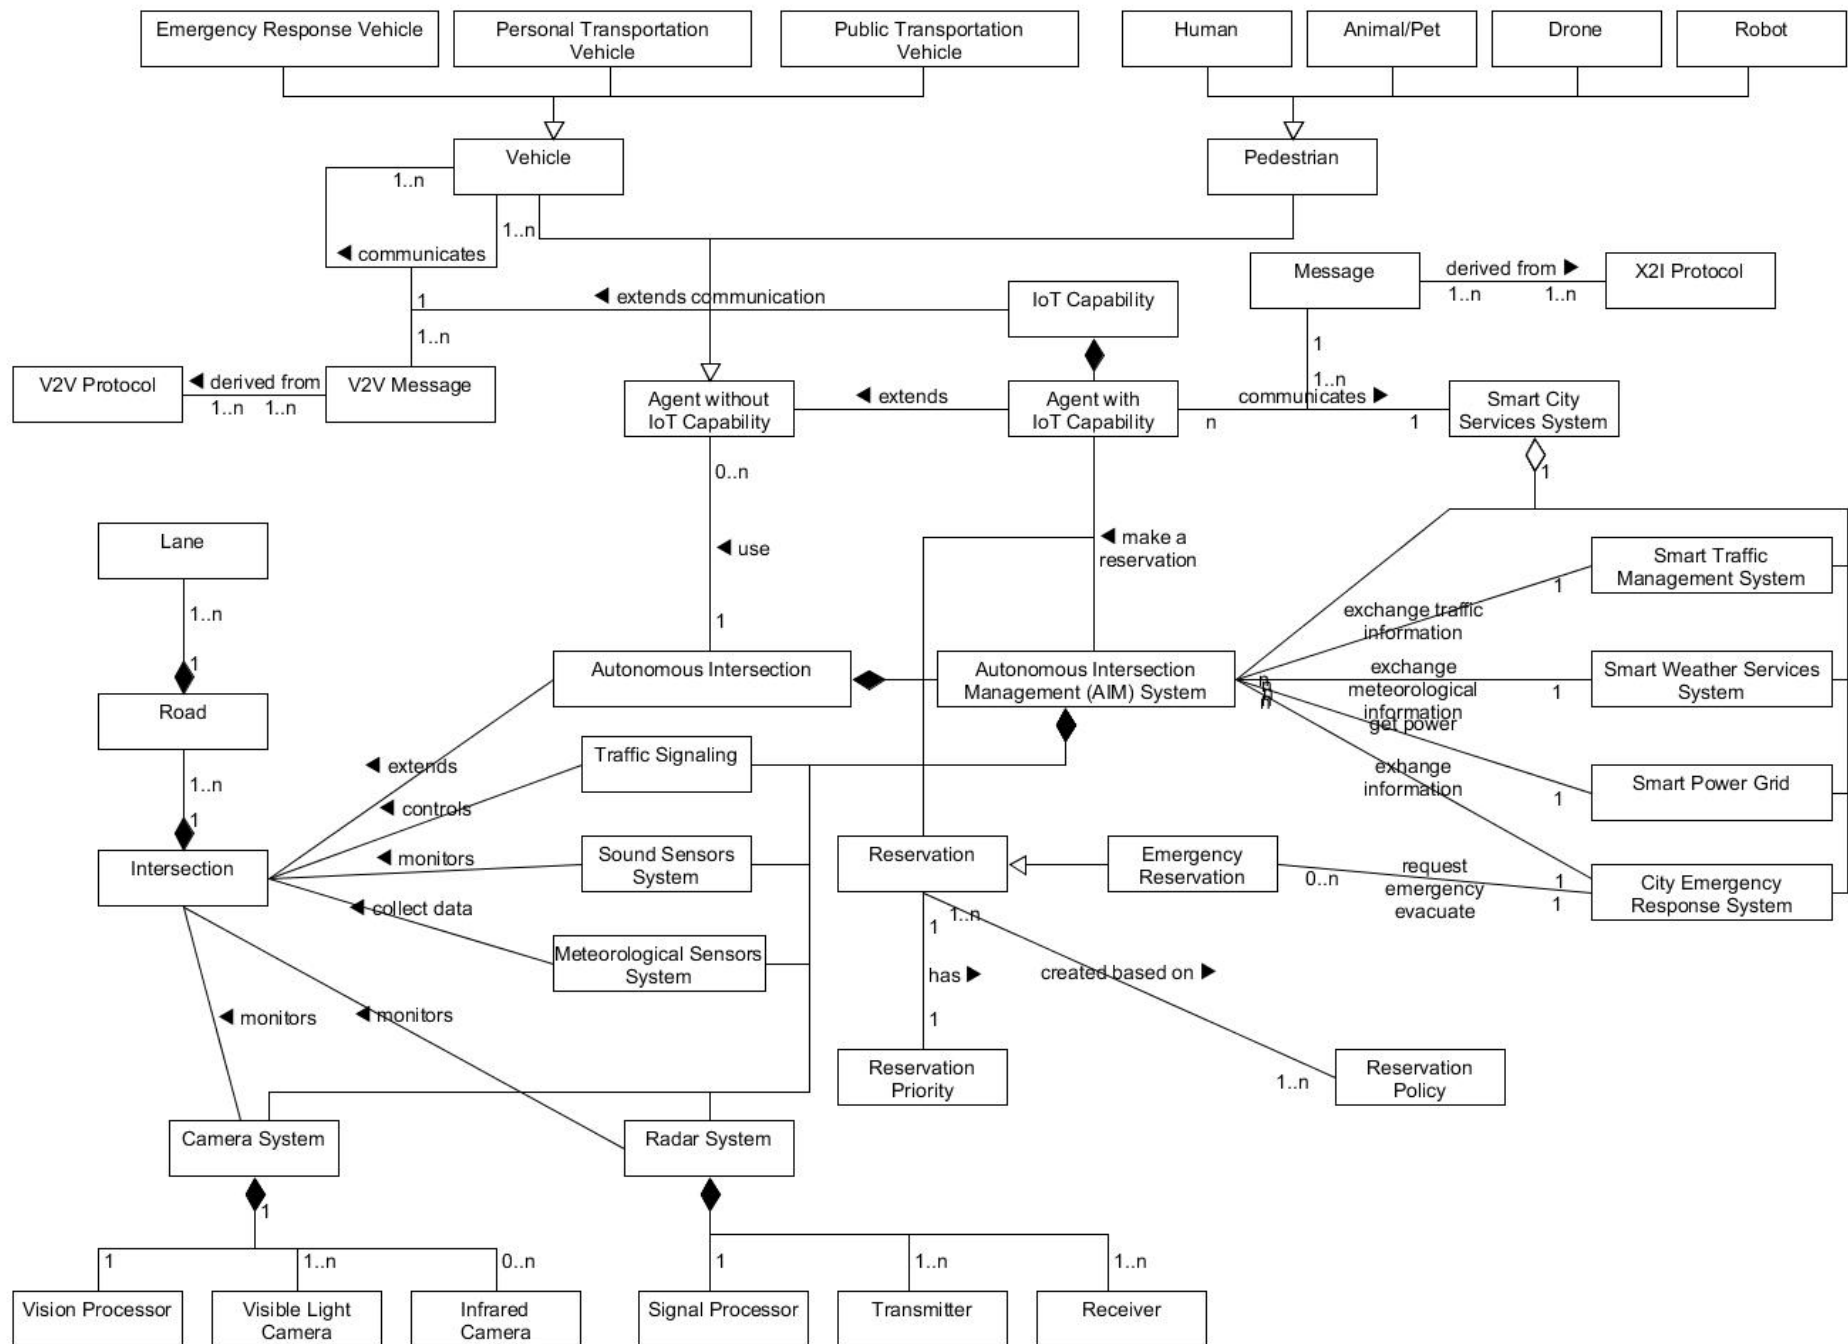 Emergency Response Vehicle
Personal Transportation
Vehicle
Public Transportation
Vehicle
Human
Animal/Pet
Drone
Robot
Vehicle
Pedestrian
1..n
1..n
communicates
Message
derived from
1..n
1..n
X2I Protocol
1
extends communication
IoT Capability
1..n
1
1..n
V2V Protocol
derived from
1..n
1..n
V2V Message
Agent without
IoT Capability
extends
Agent with
IoT Capability
communicates
n
1
Smart City
Services System
0..n
1
Lane
use
make a
reservation
Smart Traffic
Management System
1
1..n
1
exchange traffic
information
1
Road
Autonomous Intersection
Autonomous Intersection
Management (AIM) System
n
n
n
n
exchange
meteorological
information
1
Smart Weather Services
System
get power
1..n
1
extends
Traffic Signaling
controls
exhange
information
1
Smart Power Grid
Intersection
monitors
Sound Sensors
System
Reservation
Emergency
Reservation
0..n
request
emergency
evacuate
1
1
City Emergency
Response System
collect data
Meteorological Sensors
System
1
1..n
has
created based on
monitors
monitors
1
Reservation
Priority
1..n
Reservation
Policy
Camera System
Radar System
1
1
1..n
0..n
1
1..n
1..n
Vision Processor
Visible Light
Camera
Infrared
Camera
Signal Processor
Transmitter
Receiver